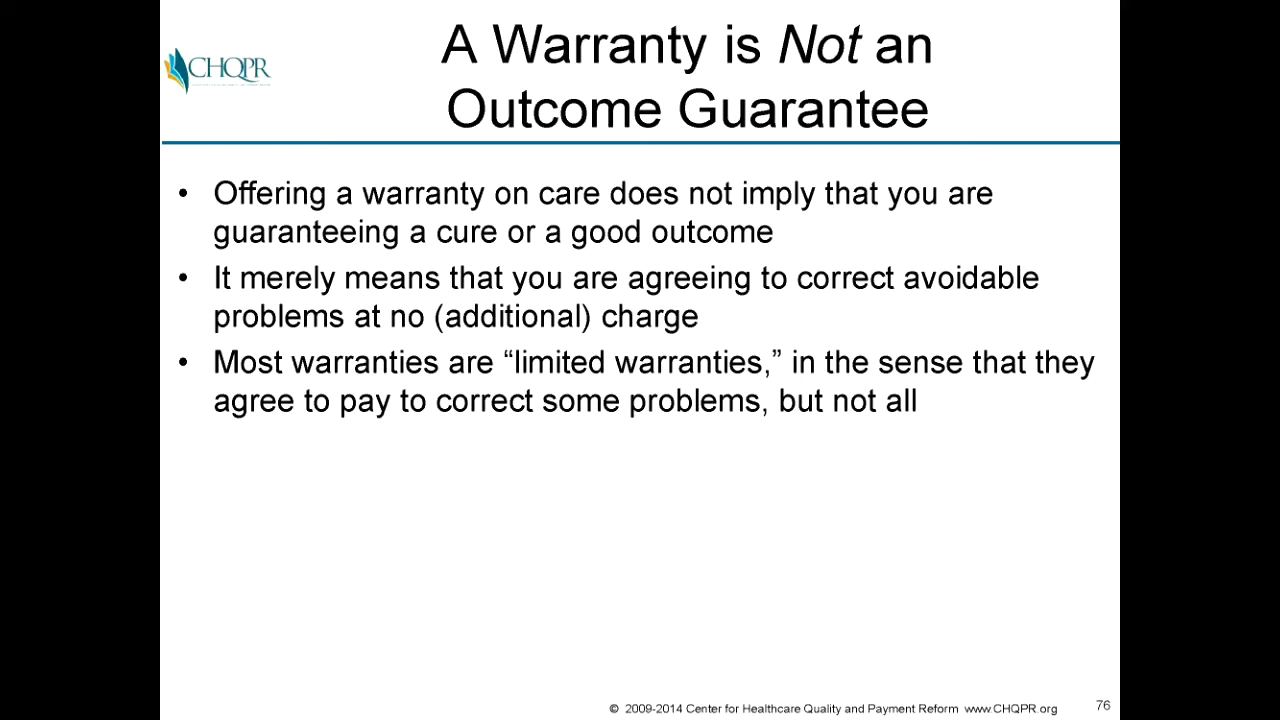 A Warranty is Not an
Outcome Guarantee
CHQPR
• Offering a warranty on care does not imply that you are
guaranteeing a cure or a good outcome
• It merely means that you are agreeing to correct avoidable
problems at no (additional) charge
• Most warranties are “limited warranties,” in the sense that they
agree to pay to correct some problems, but not all
© 2009-2014 Center for Healthcare Quality and Payment Reform www.CHQPR.org
76